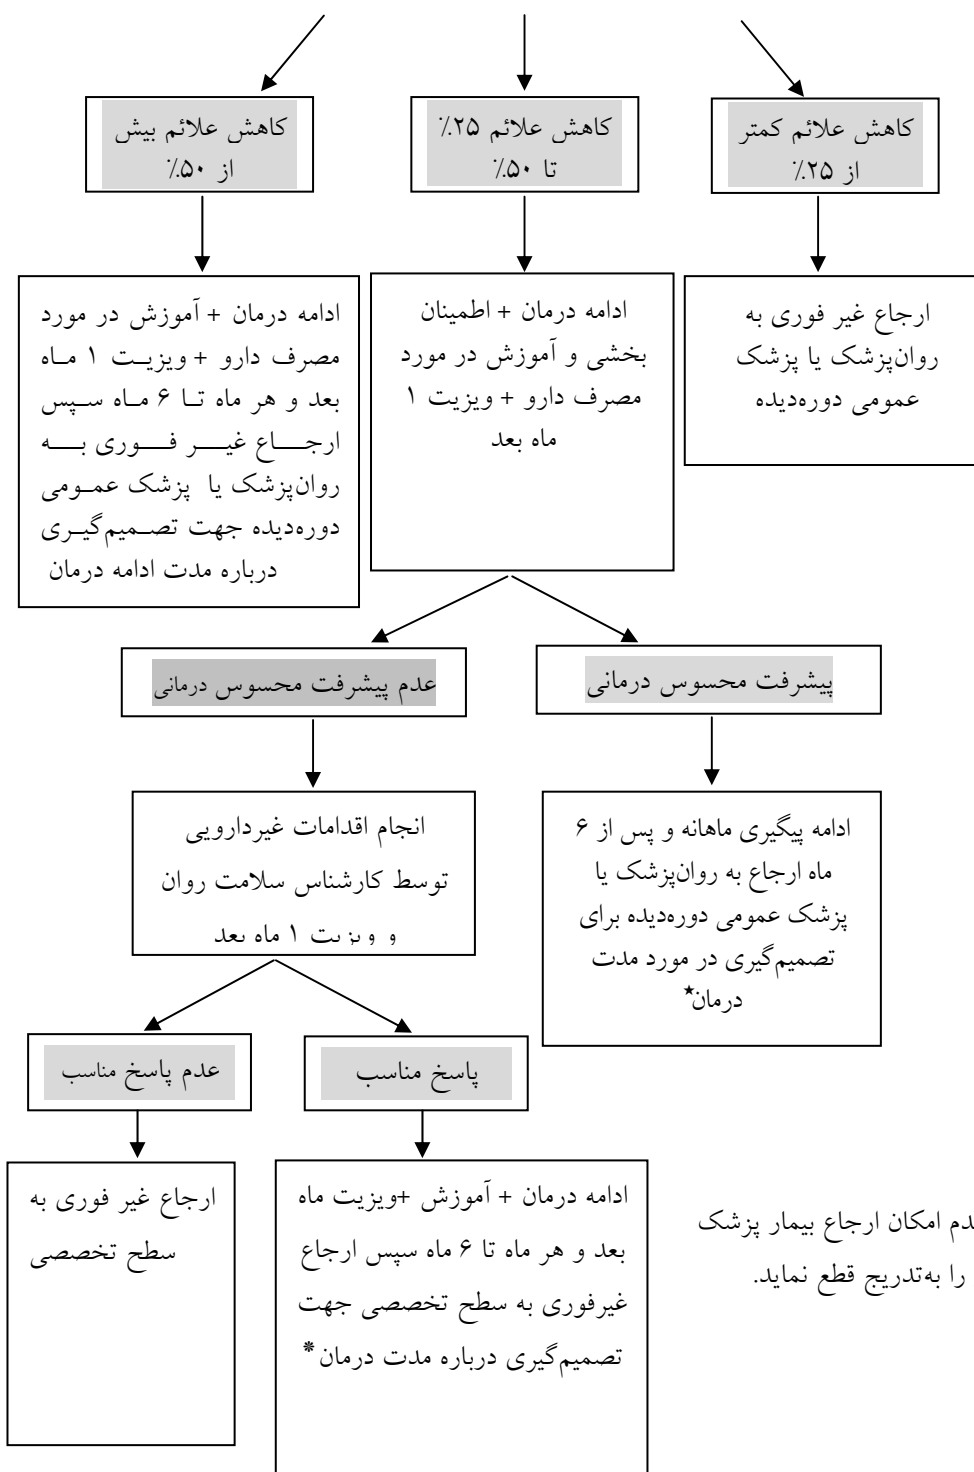 کاهش علائم کمتر
از ۲۵٪
کاهش علائم ۲۵٪
تا ۵۰٪
کاهش علائم بیش
از ۵۰٪
ارجاع غیر فوری به
روان‌پزشک یا پزشک
عمومی دوره‌دیده
ادامه درمان + اطمینان
بخشی و آموزش در مورد
مصرف دارو + ویزیت ۱
ماه بعد
ادامه درمان + آموزش در مورد
مصرف دارو + ویزیت ۱ ماه
بعد و هر ماه تا ۶ ماه سپس
ارجاع غیر فوری به
روان‌پزشک یا پزشک عمومی
دوره‌دیده جهت تصمیم‌گیری
درباره مدت ادامه درمان
پیشرفت محسوس درمانی
عدم پیشرفت محسوس درمانی
ادامه پیگیری ماهانه و پس از ۶
ماه ارجاع به روان‌پزشک یا
پزشک عمومی دوره‌دیده برای
تصمیم‌گیری در مورد مدت
درمان★
انجام اقدامات غیردارویی
توسط کارشناس سلامت روان
و ویزیت ۱ ماه بعد
پاسخ مناسب
عدم پاسخ مناسب
ادامه درمان + آموزش +ویزیت ماه
بعد و هر ماه تا ۶ ماه سپس ارجاع
غیرفوری به سطح تخصصی جهت
تصمیم‌گیری درباره مدت درمان*
ارجاع غیر فوری به
سطح تخصصی
امکان ارجاع بیمار پزشک
را به‌تدریج قطع نماید.